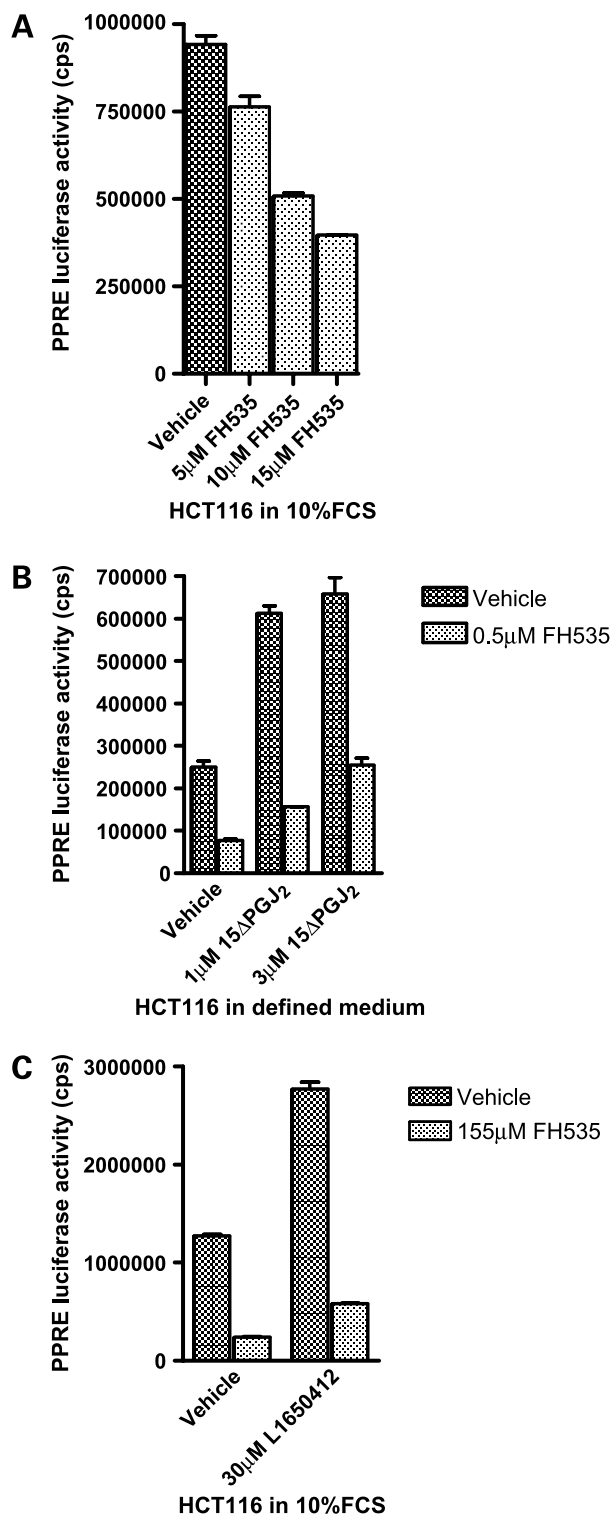 A
PPRE luciferase activity (cps)
1000000
750000
500000
250000
0
Vehicle
5μM FH535
10μM FH535
15μM FH535
HCT116 in 10%FCS
B
PPRE luciferase activity (cps)
700000
600000
500000
400000
300000
200000
100000
0
Vehicle
1μM 15ΔPGJ2
3μM 15ΔPGJ2
HCT116 in defined medium
Vehicle
0.5μM FH535
C
PPRE luciferase activity (cps)
3000000
2000000
1000000
0
Vehicle
30μM L1650412
HCT116 in 10%FCS
Vehicle
155μM FH535